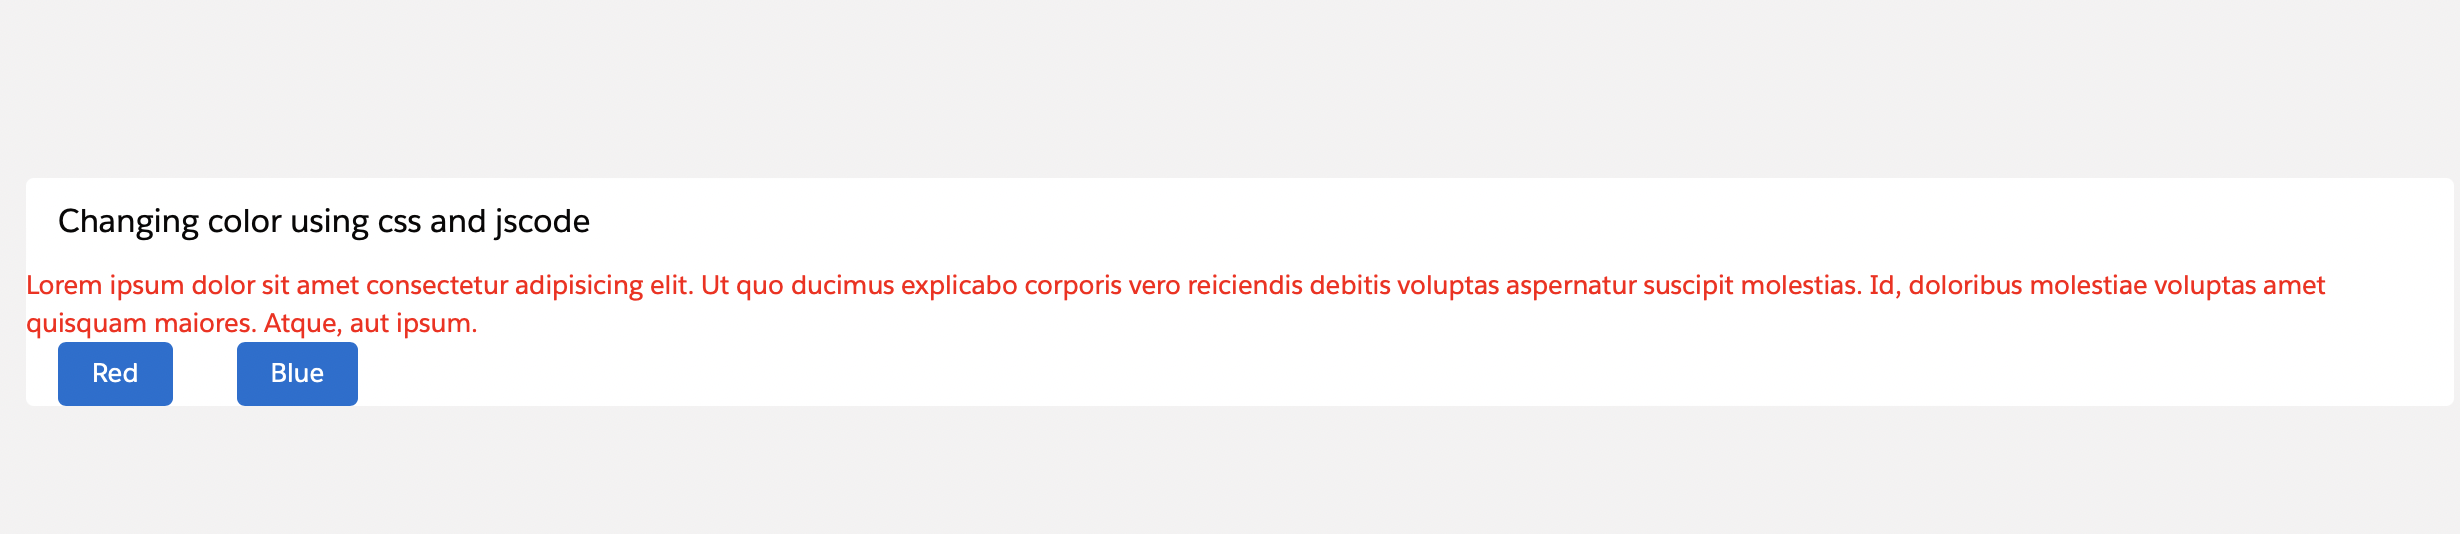 Changing color using css and jscode
Lorem ipsum dolor sit amet consectetur adipisicing elit. Ut quo ducimus explicabo corporis vero reiciendis debitis voluptas aspernatur suscipit molestias. Id, doloribus molestiae voluptas amet
quisquam maiores. Atque, aut ipsum.
Red Blue